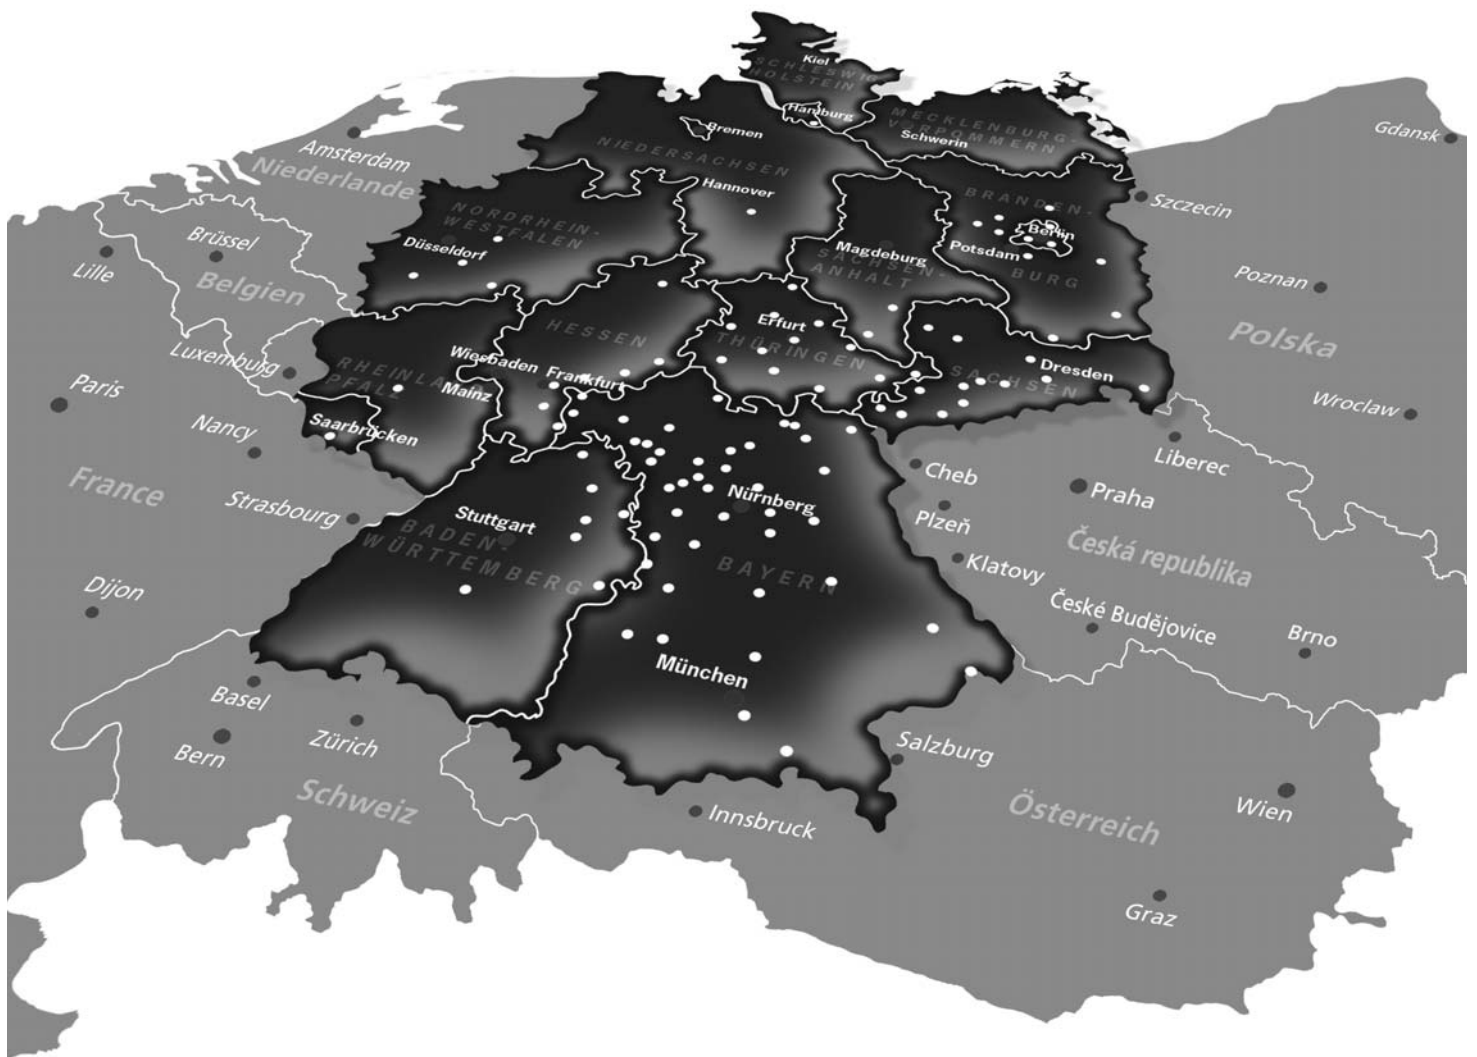 Kiel
SCHLESWIG-
HOLSTEIN
Hamburg
MECKLENBURG-
VORPOMMERN
Schwerin
Gdansk
Bremen
NIEDERSACHSEN
Amsterdam
Niederlande
Hannover
BRANDEN-
Szczecin
NORDRHEIN-
WESTFALEN
Berlin
Brüssel
Düsseldorf
Magdeburg
Potsdam
SACHSEN-
ANHALT
BURG
Lille
Belgien
Poznan
Erfurt
HESSEN
THÜRINGEN
Polska
Luxemburg
RHEINLAND
PFALZ
Wiesbaden
Frankfurt
Mainz
Dresden
SACHSEN
Paris
Wroclaw
Nancy
Saarbrücken
Liberec
Cheb
France
Strasbourg
Stuttgart
Nürnberg
Praha
Plzeň
BADEN-
WÜRTTEMBERG
BAYERN
Česká republika
Klatovy
Dijon
České Budějovice
Brno
München
Basel
Zürich
Bern
Salzburg
Schweiz
Innsbruck
Österreich
Wien
Graz